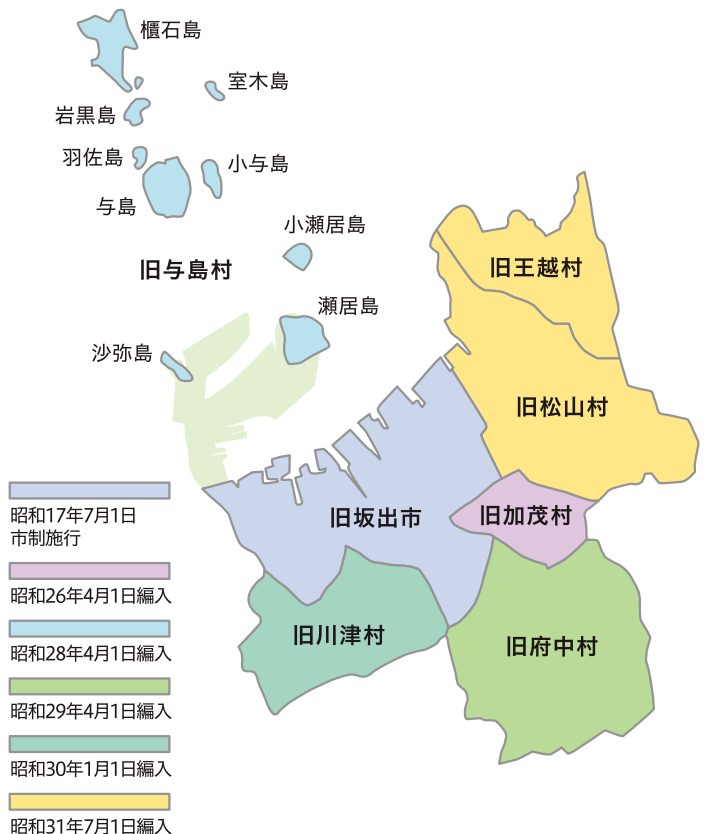 櫃石島
室木島
岩黒島
羽佐島
小与島
与島
小瀬居島
旧与島村
旧王越村
瀬居島
沙弥島
旧松山村
旧坂出市
旧加茂村
旧川津村
旧府中村
昭和17年7月1日
市制施行
昭和26年4月1日編入
昭和28年4月1日編入
昭和29年4月1日編入
昭和30年1月1日編入
昭和31年7月1日編入